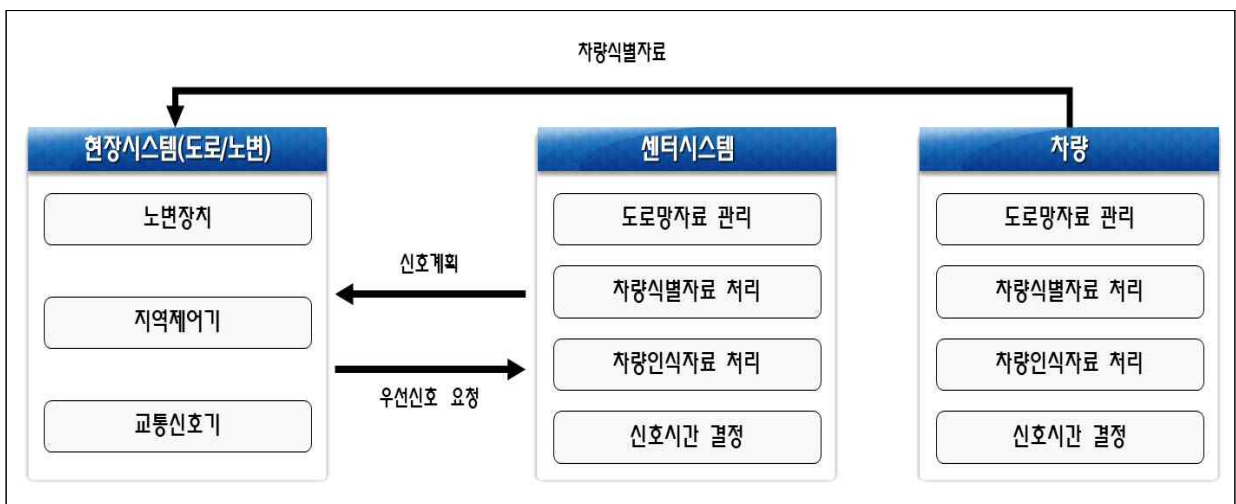 차량식별자료
현장시스템(도로/노변)
노변장치
지역제어기
교통신호기
신호계획
우선신호 요청
센터시스템
도로망자료 관리
차량식별자료 처리
차량인식자료 처리
신호시간 결정
차량
도로망자료 관리
차량식별자료 처리
차량인식자료 처리
신호시간 결정